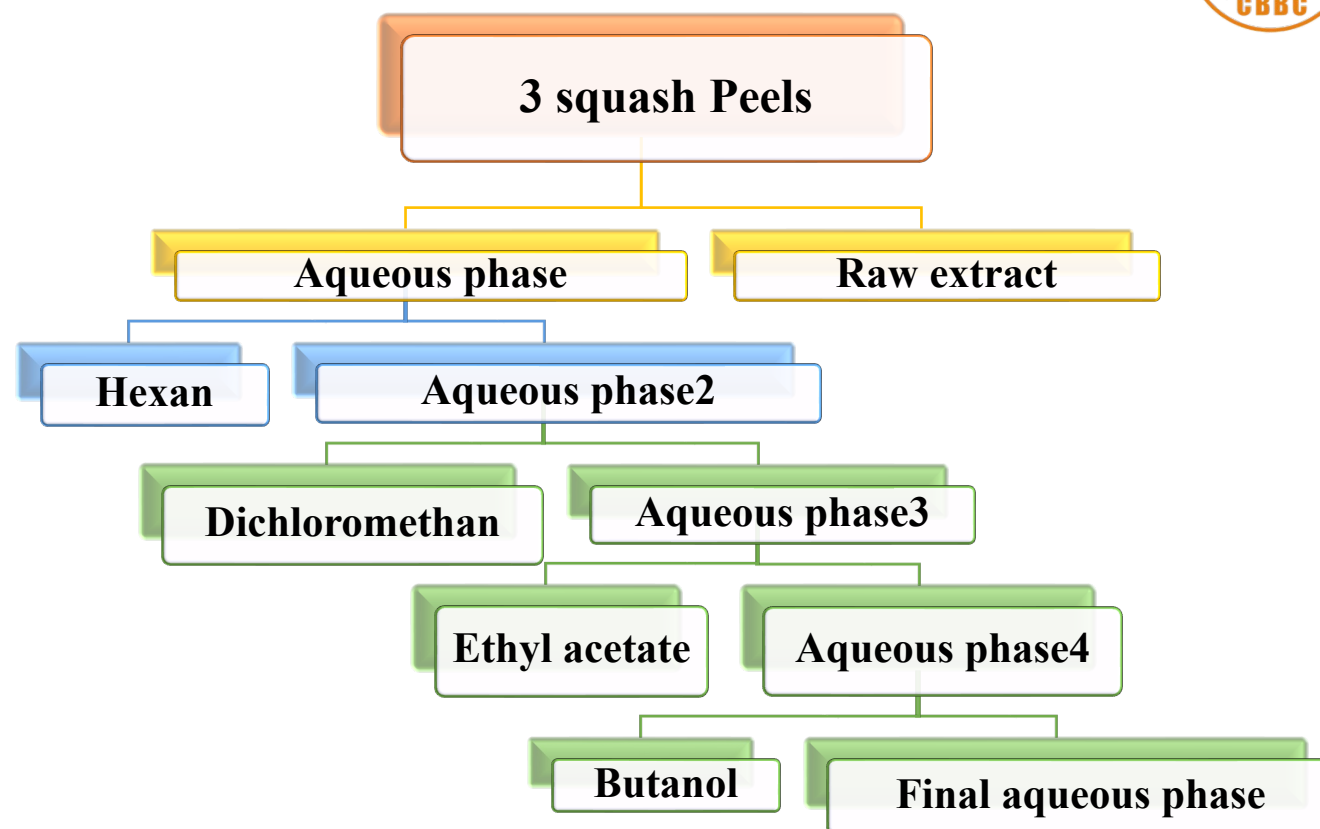 CBBC
3 squash Peels
Aqueous phase
Raw extract
Hexan
Aqueous phase2
Dichloromethan
Aqueous phase3
Ethyl acetate
Aqueous phase4
Butanol
Final aqueous phase